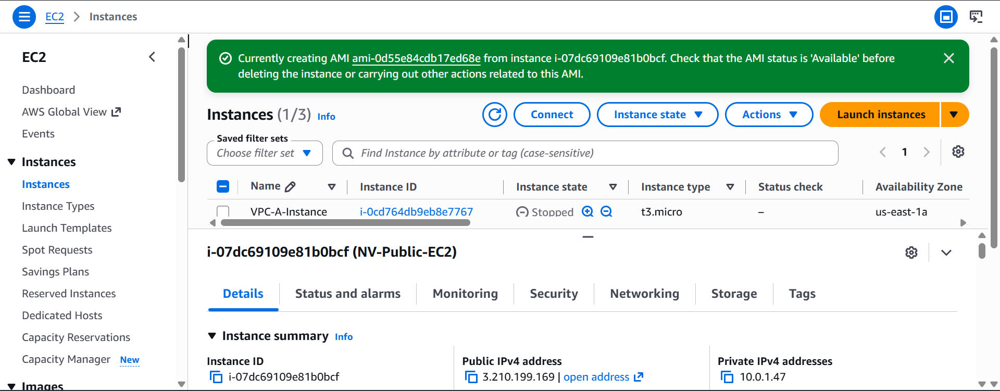 EC2 Instances
EC2
Dashboard
AWS Global View
Events
Instances
Instances
Instance Types
Launch Templates
Spot Requests
Savings Plans
Reserved Instances
Dedicated Hosts
Capacity Reservations
Capacity Manager New
Images
Currently creating AMI ami-0d55e84cdb17ed68e from instance i-07dc69109e81b0bcf. Check that the AMI status is 'Available' before
deleting the instance or carrying out other actions related to this AMI.
Instances (1/3) Info
Connect
Instance state
Actions
Launch instances
Saved filter sets
Choose filter set
Find Instance by attribute or tag (case-sensitive)
1
Name Instance ID Instance state Instance type Status check Availability Zone
VPC-A-Instance i-0cd764db9eb8e7767 Stopped t3.micro – us-east-1a
i-07dc69109e81b0bcf (NV-Public-EC2)
Details Status and alarms Monitoring Security Networking Storage Tags
Instance summary Info
Instance ID
i-07dc69109e81b0bcf
Public IPv4 address
3.210.199.169 | open address
Private IPv4 addresses
10.0.1.47